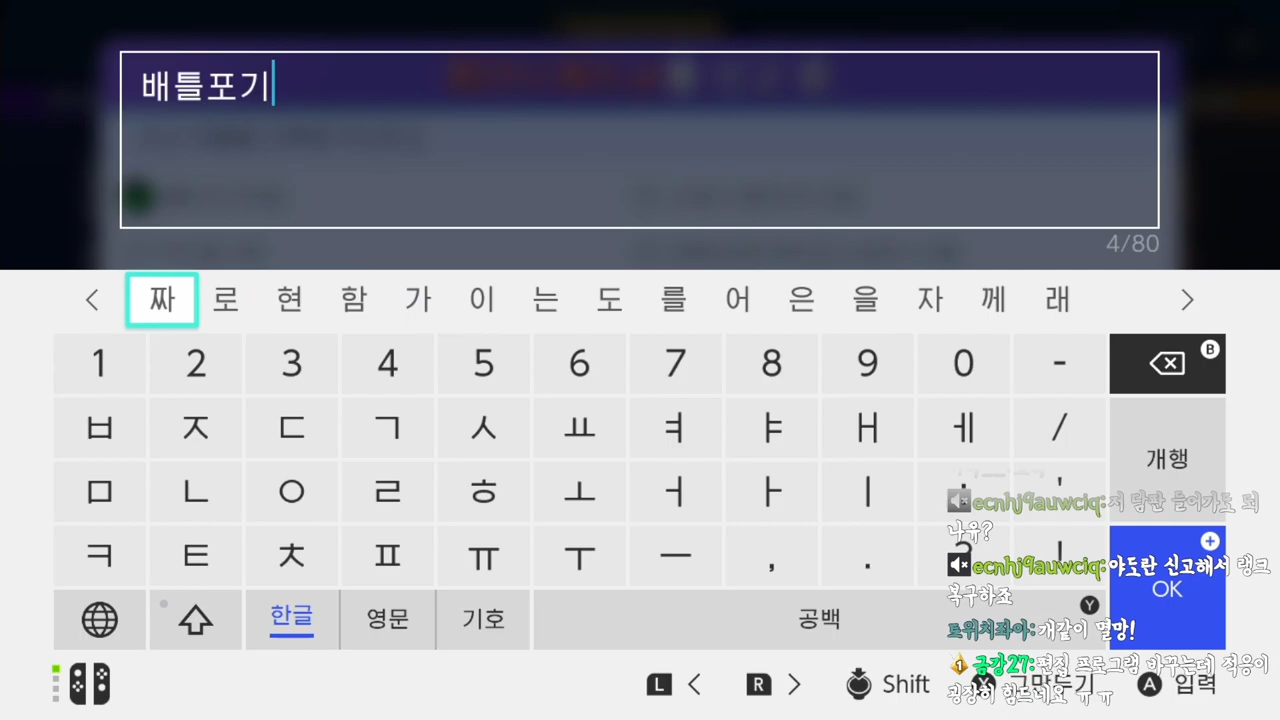 배틀포기
4/80
짜 로 현 함 가 이 는 도 를 어 은 을 자 께 래
1 2 3 4 5 6 7 8 9 0 - B
ㅂ ㅈ ㄷ ㄱ ㅅ ㅛ ㅕ ㅑ ㅐ ㅔ /
개행
ㅁ ㄴ ㅇ ㄹ ㅎ ㅗ ㅓ ㅏ ㅣ '
ecnhj9auwciq:저 담판 들어가도 되
나유?
ㅋ ㅌ ㅊ ㅍ ㅠ ㅜ ㅡ , . ? !
ecnhj9auwciq:야도란 신고해서 랭크
OK
복구하죠
한글 영문 기호 공백 Y
토위치좌아:개같이 멸망!
금강27:편집 프로그램 바꾸는데 적응이
L R Shift X 그만두기 A 입력
굉장히 힘드네요 ㅠㅠ